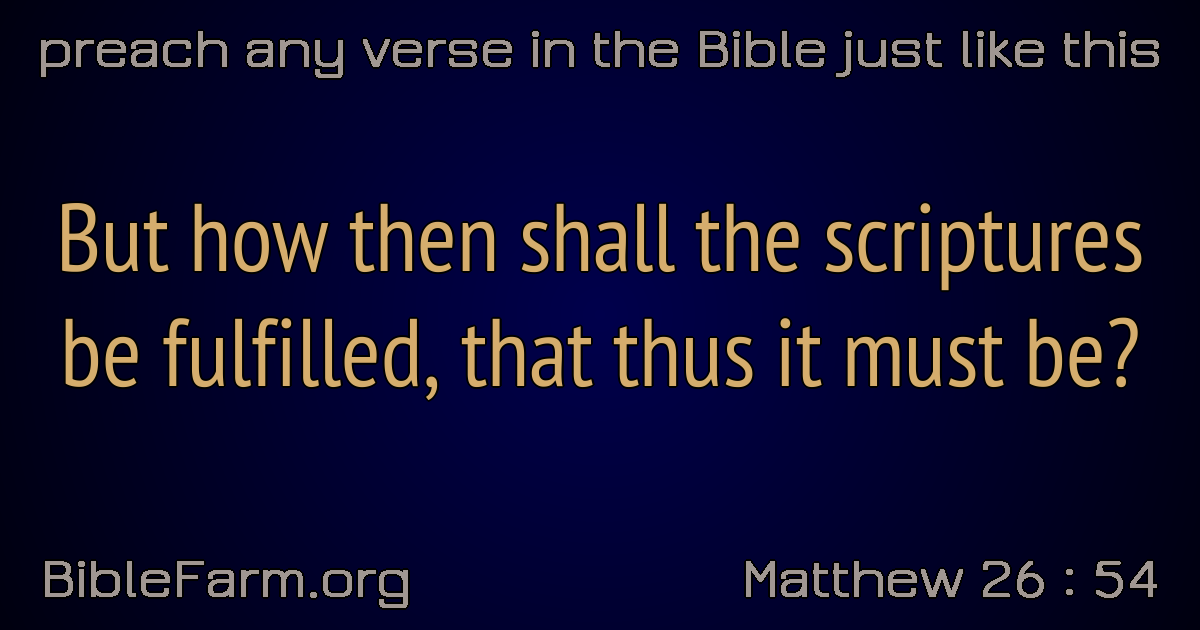 preach any verse in the Bible just like this
But how then shall the scriptures
be fulfilled, that thus it must be?
BibleFarm.org
Matthew 26 : 54